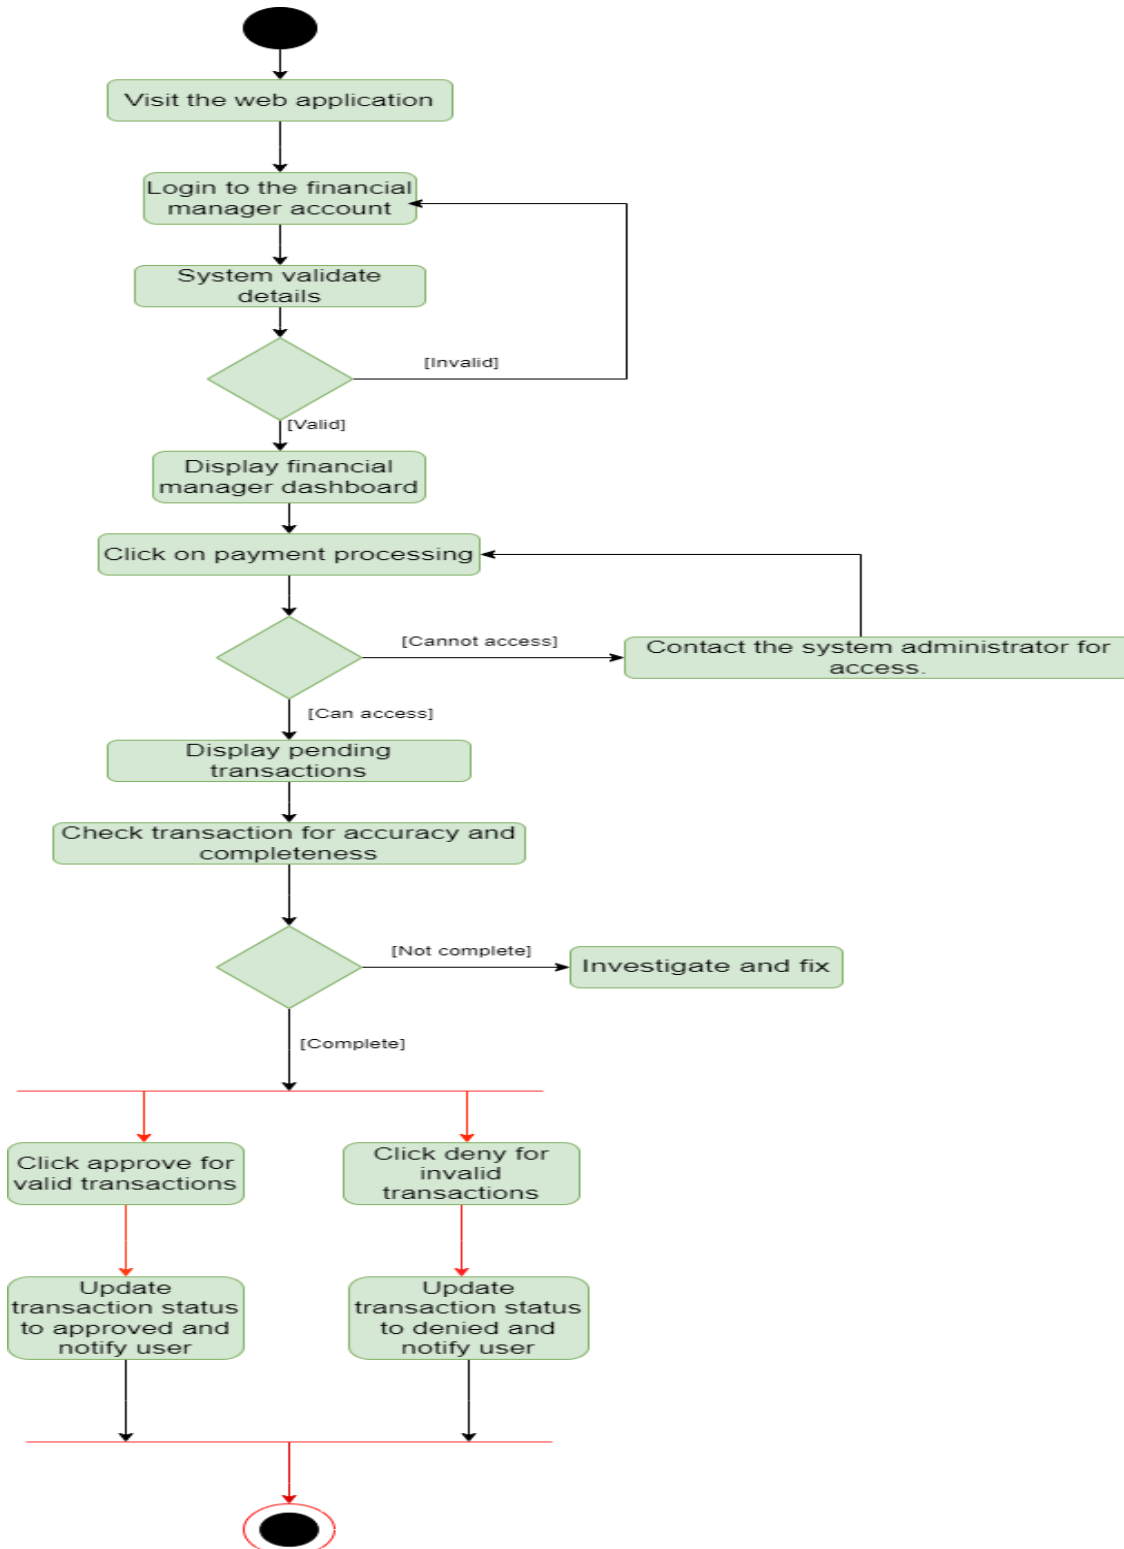 Visit the web application
Login to the financial
manager account
System validate
details
[Invalid]
[Valid]
Display financial
manager dashboard
Click on payment processing
[Cannot access]
Contact the system administrator for
access.
[Can access]
Display pending
transactions
Check transaction for accuracy and
completeness
[Not complete]
Investigate and fix
[Complete]
Click approve for
valid transactions
Click deny for
invalid
transactions
Update
transaction status
to approved and
notify user
Update
transaction status
to denied and
notify user